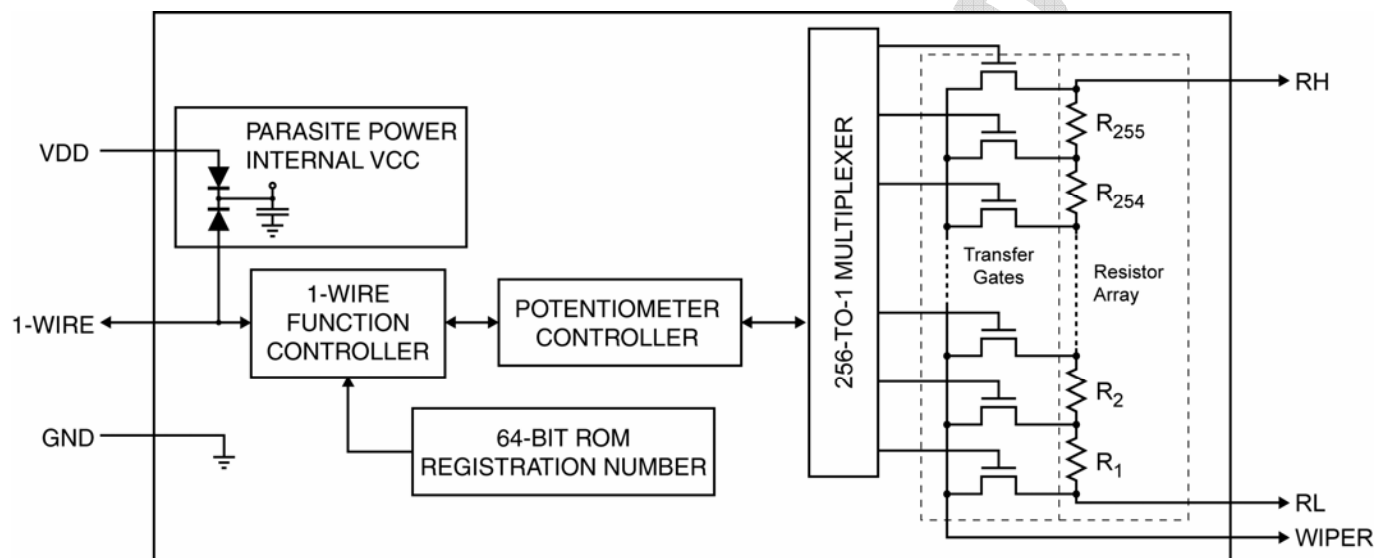 VDD
PARASITE POWER
INTERNAL VCC
1-WIRE
1-WIRE
FUNCTION
CONTROLLER
POTENTIOMETER
CONTROLLER
GND
64-BIT ROM
REGISTRATION NUMBER
256-TO-1 MULTIPLEXER
Transfer
Gates
Resistor
Array
R255
R254
R2
R1
RH
RL
WIPER